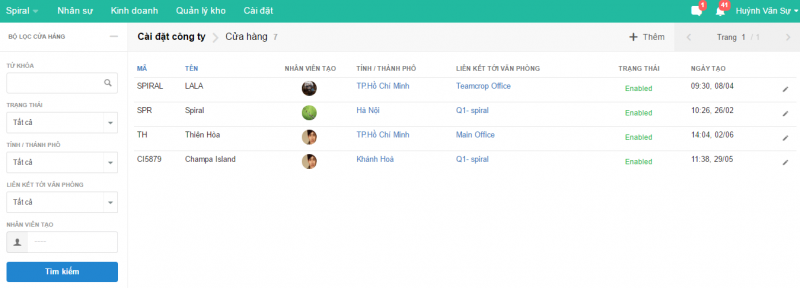 Spiral Nhân sự Kinh doanh Quản lý kho Cài đặt 1 41 Huỳnh Văn Sự
BỘ LỌC CỬA HÀNG
Cài đặt công ty Cửa hàng 7 + Thêm Trang 1 / 1
TỪ KHÓA
TRẠNG THÁI
Tất cả
TỈNH / THÀNH PHỐ
Tất cả
LIÊN KẾT TỚI VĂN PHÒNG
Tất cả
NHÂN VIÊN TẠO
Tìm kiếm
MÃ TÊN NHÂN VIÊN TẠO TỈNH / THÀNH PHỐ LIÊN KẾT TỚI VĂN PHÒNG TRẠNG THÁI NGÀY TẠO
SPIRAL LALA TP.Hồ Chí Minh Teamcrop Office Enabled 09:30, 08/04
SPR Spiral Hà Nội Q1- spiral Enabled 10:26, 26/02
TH Thiên Hòa TP.Hồ Chí Minh Main Office Enabled 14:04, 02/06
CI5879 Champa Island Khánh Hoà Q1- spiral Enabled 11:38, 29/05